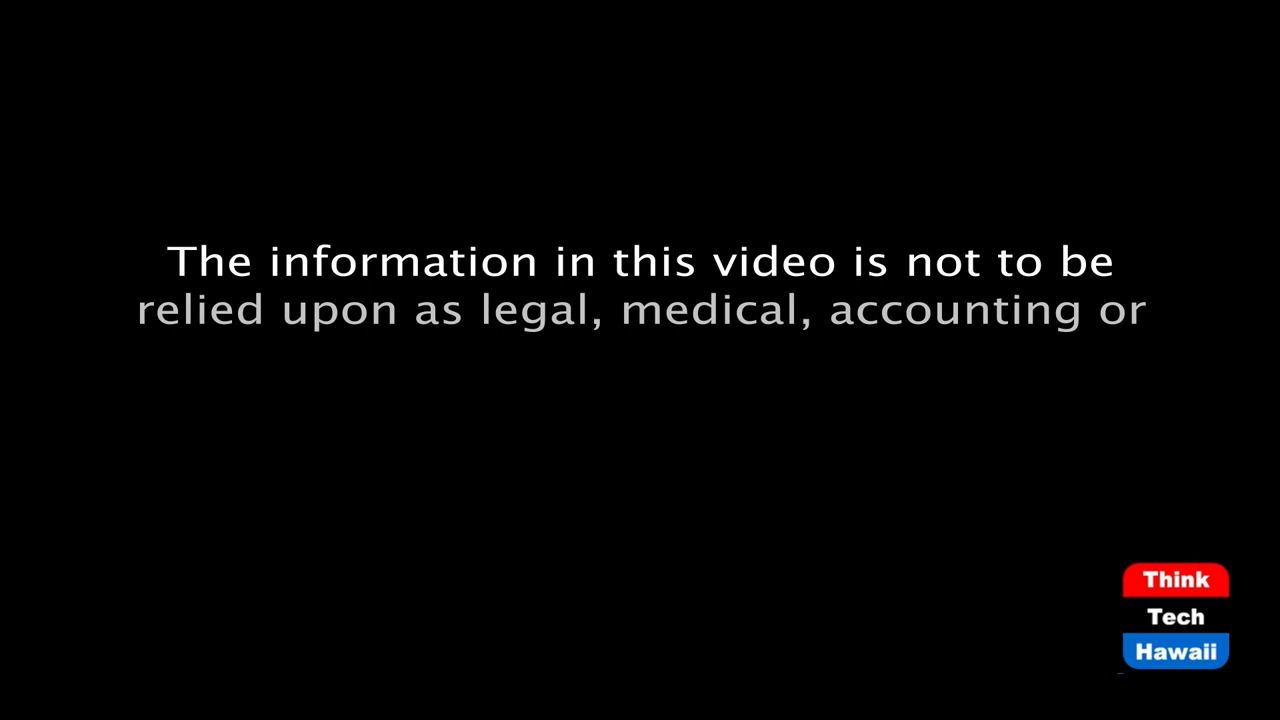 The information in this video is not to be
relied upon as legal, medical, accounting or
Think
Tech
Hawaii